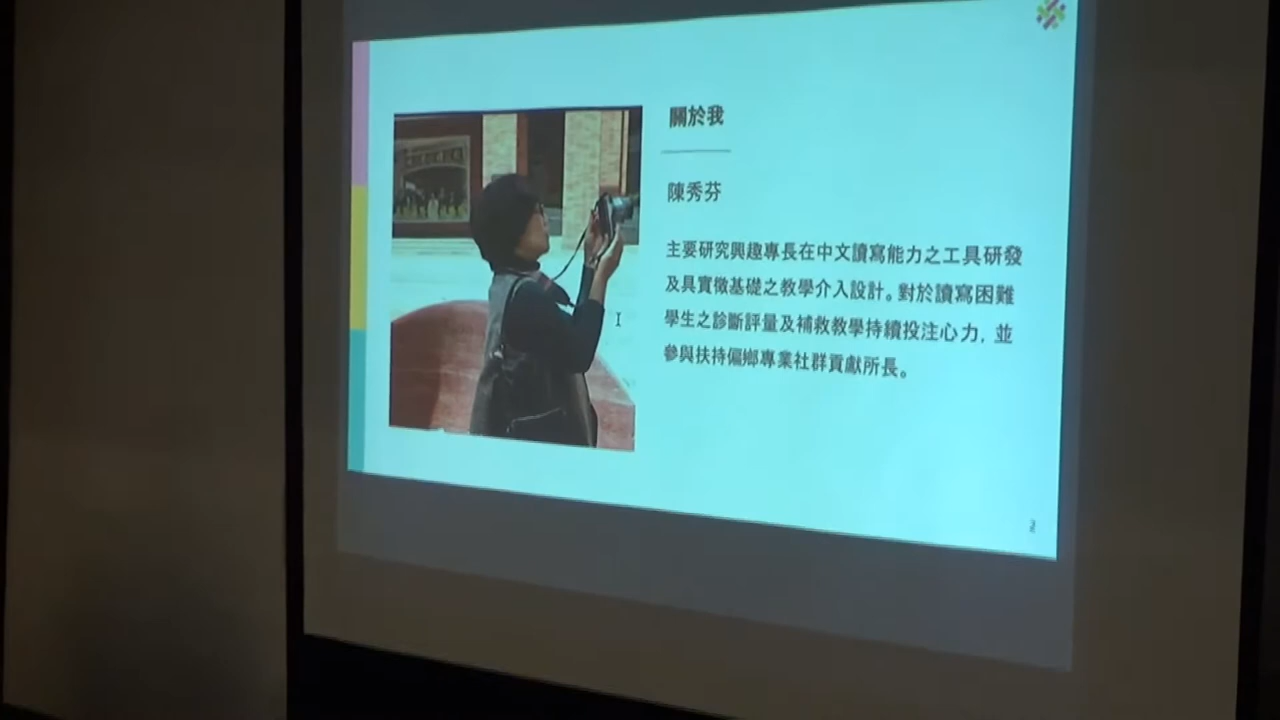 關於我
陳秀芬
主要研究興趣專長在中文讀寫能力之工具研發
及具實徵基礎之教學介入設計。對於讀寫困難
學生之診斷評量及補救教學持續投注心力，並
參與扶持偏鄉專業社群貢獻所長。
2